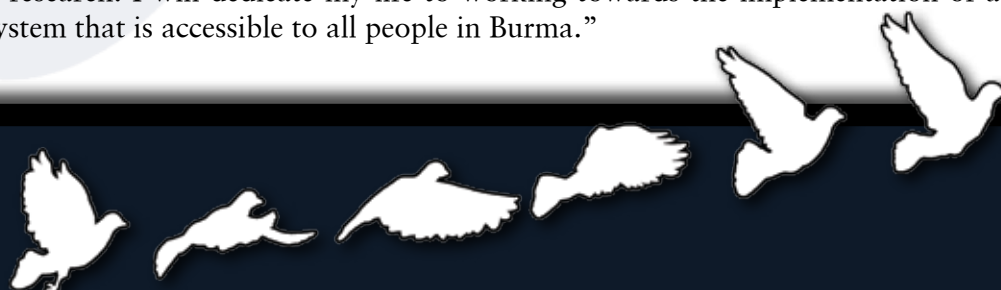 research. I will dedicate my life to working towards the implementation of a
ystem that is accessible to all people in Burma.”